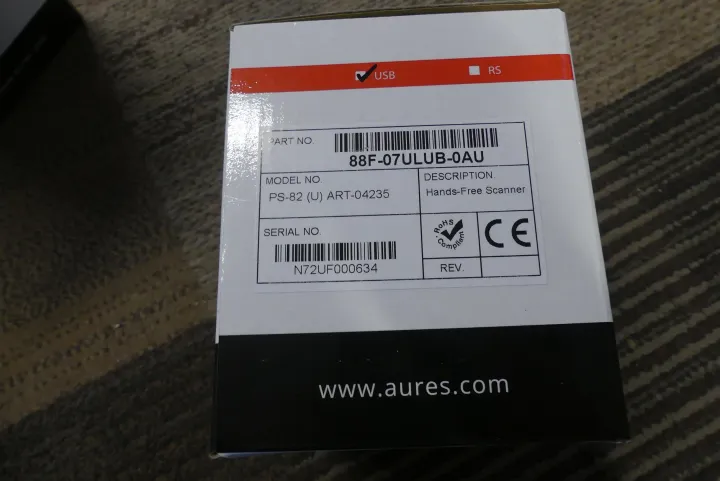 USB
RS
PART NO.
88F-07ULUB-0AU
MODEL NO.
PS-82 (U) ART-04235
DESCRIPTION.
Hands-Free Scanner
SERIAL NO.
N72UF000634
RoHS
Compliant
CE
REV.
www.aures.com